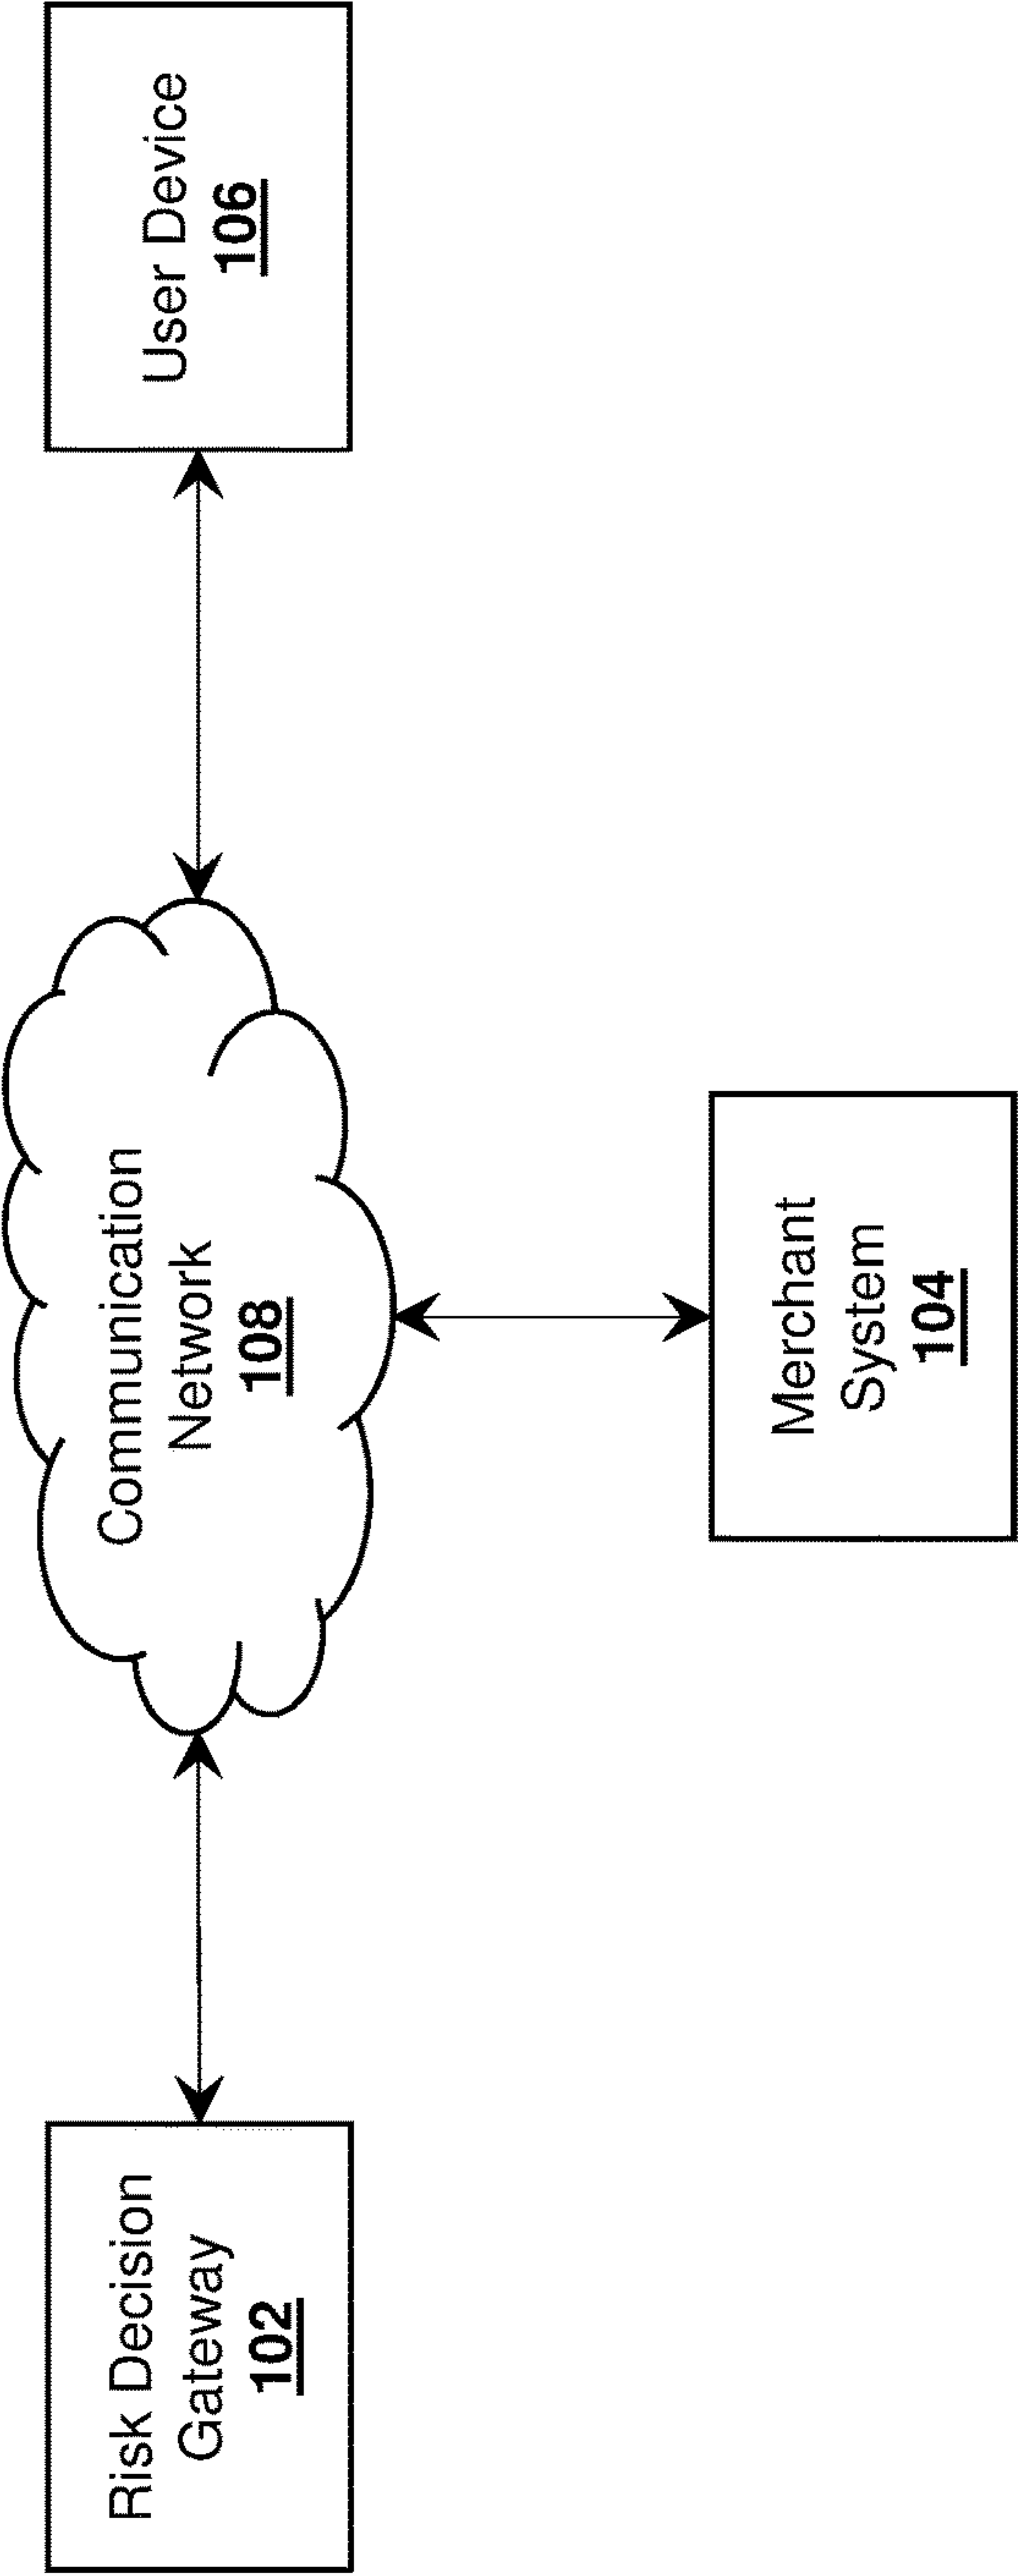 Risk Decision
Gateway
102
Communication
Network
108
User Device
106
Merchant
System
104